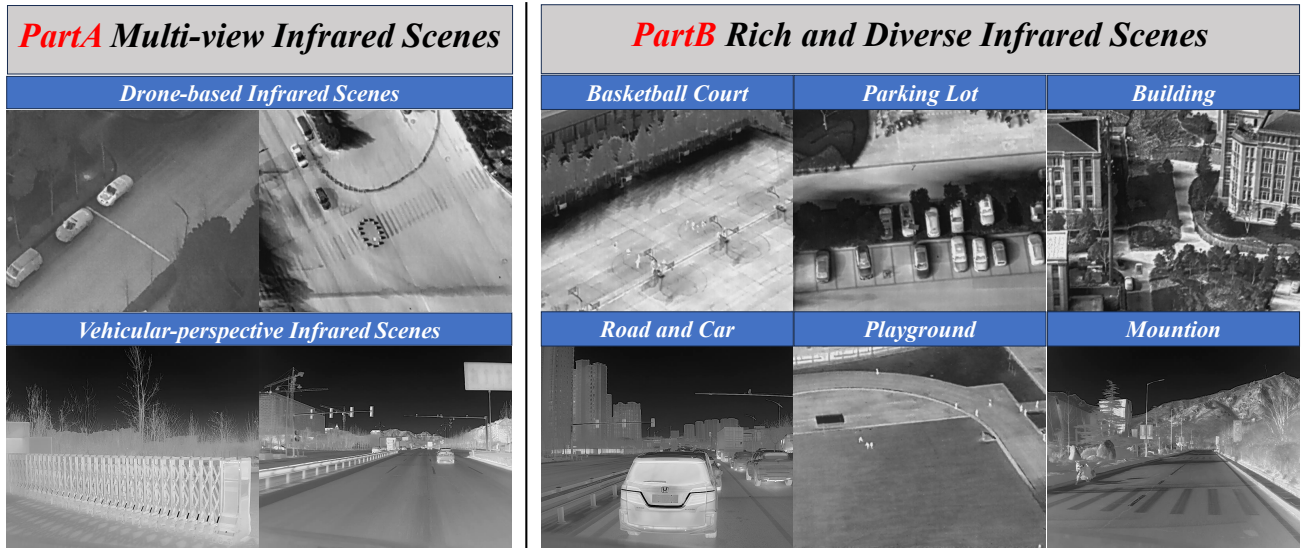 PartA Multi-view Infrared Scenes
Drone-based Infrared Scenes
Vehicular-perspective Infrared Scenes
PartB Rich and Diverse Infrared Scenes
Basketball Court
Parking Lot
Building
Road and Car
Playground
Mountion